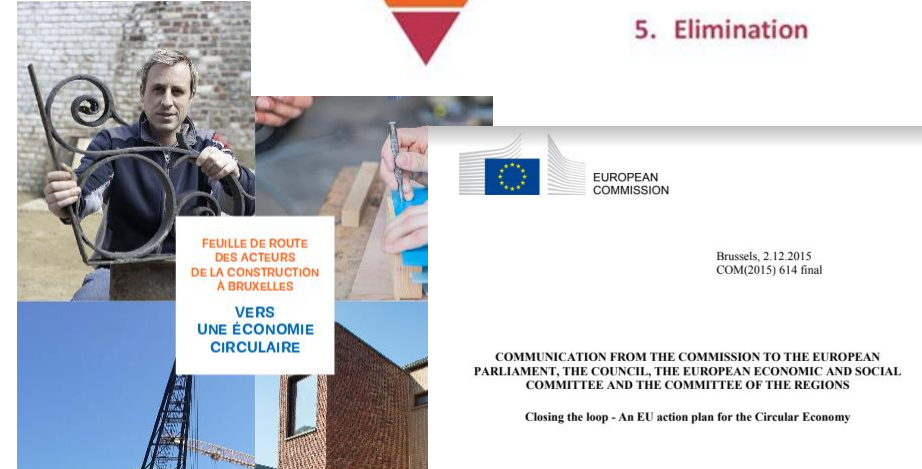 5. Elimination
EUROPEAN
COMMISSION
Brussels, 2.12.2015
COM(2015) 614 final
FEUILLE DE ROUTE
DES ACTEURS
DE LA CONSTRUCTION
À BRUXELLES
VERS
UNE ÉCONOMIE
CIRCULAIRE
COMMUNICATION FROM THE COMMISSION TO THE EUROPEAN
PARLIAMENT, THE COUNCIL, THE EUROPEAN ECONOMIC AND SOCIAL
COMMITTEE AND THE COMMITTEE OF THE REGIONS
Closing the loop - An EU action plan for the Circular Economy